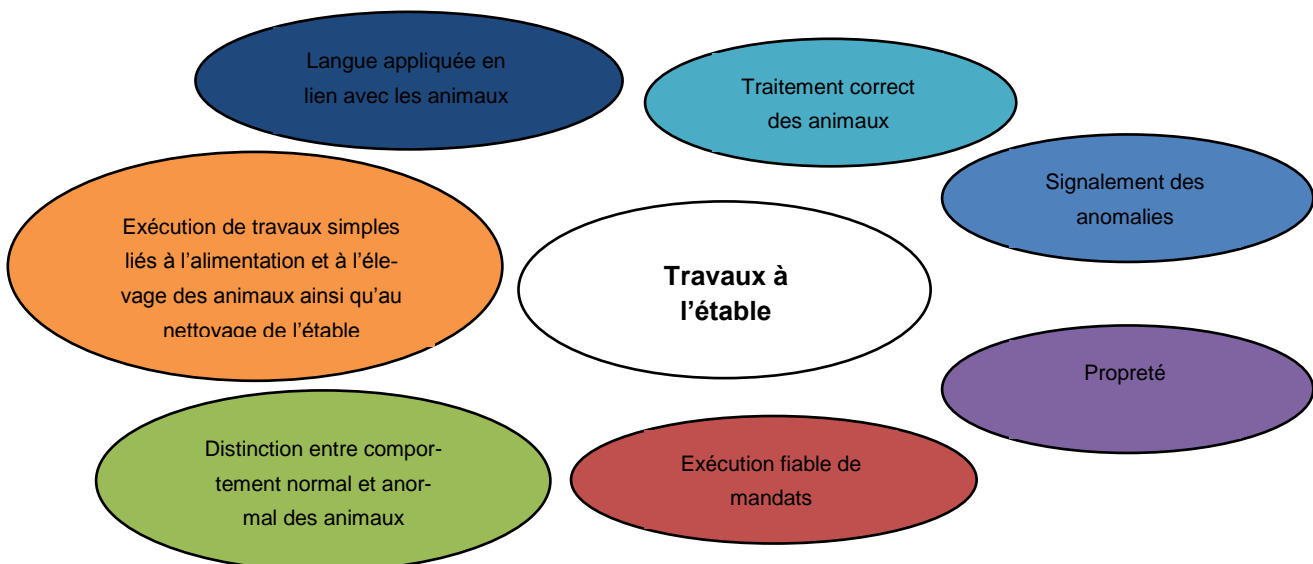 Langue appliquée en
lien avec les animaux
Traitement correct
des animaux
Signalement des
anomalies
Exécution de travaux simples
liés à l’alimentation et à l’éle-
vage des animaux ainsi qu’au
nettoyage de l’étable
Travaux à
l’étable
Propreté
Distinction entre compor-
tement normal et anor-
mal des animaux
Exécution fiable de
mandats